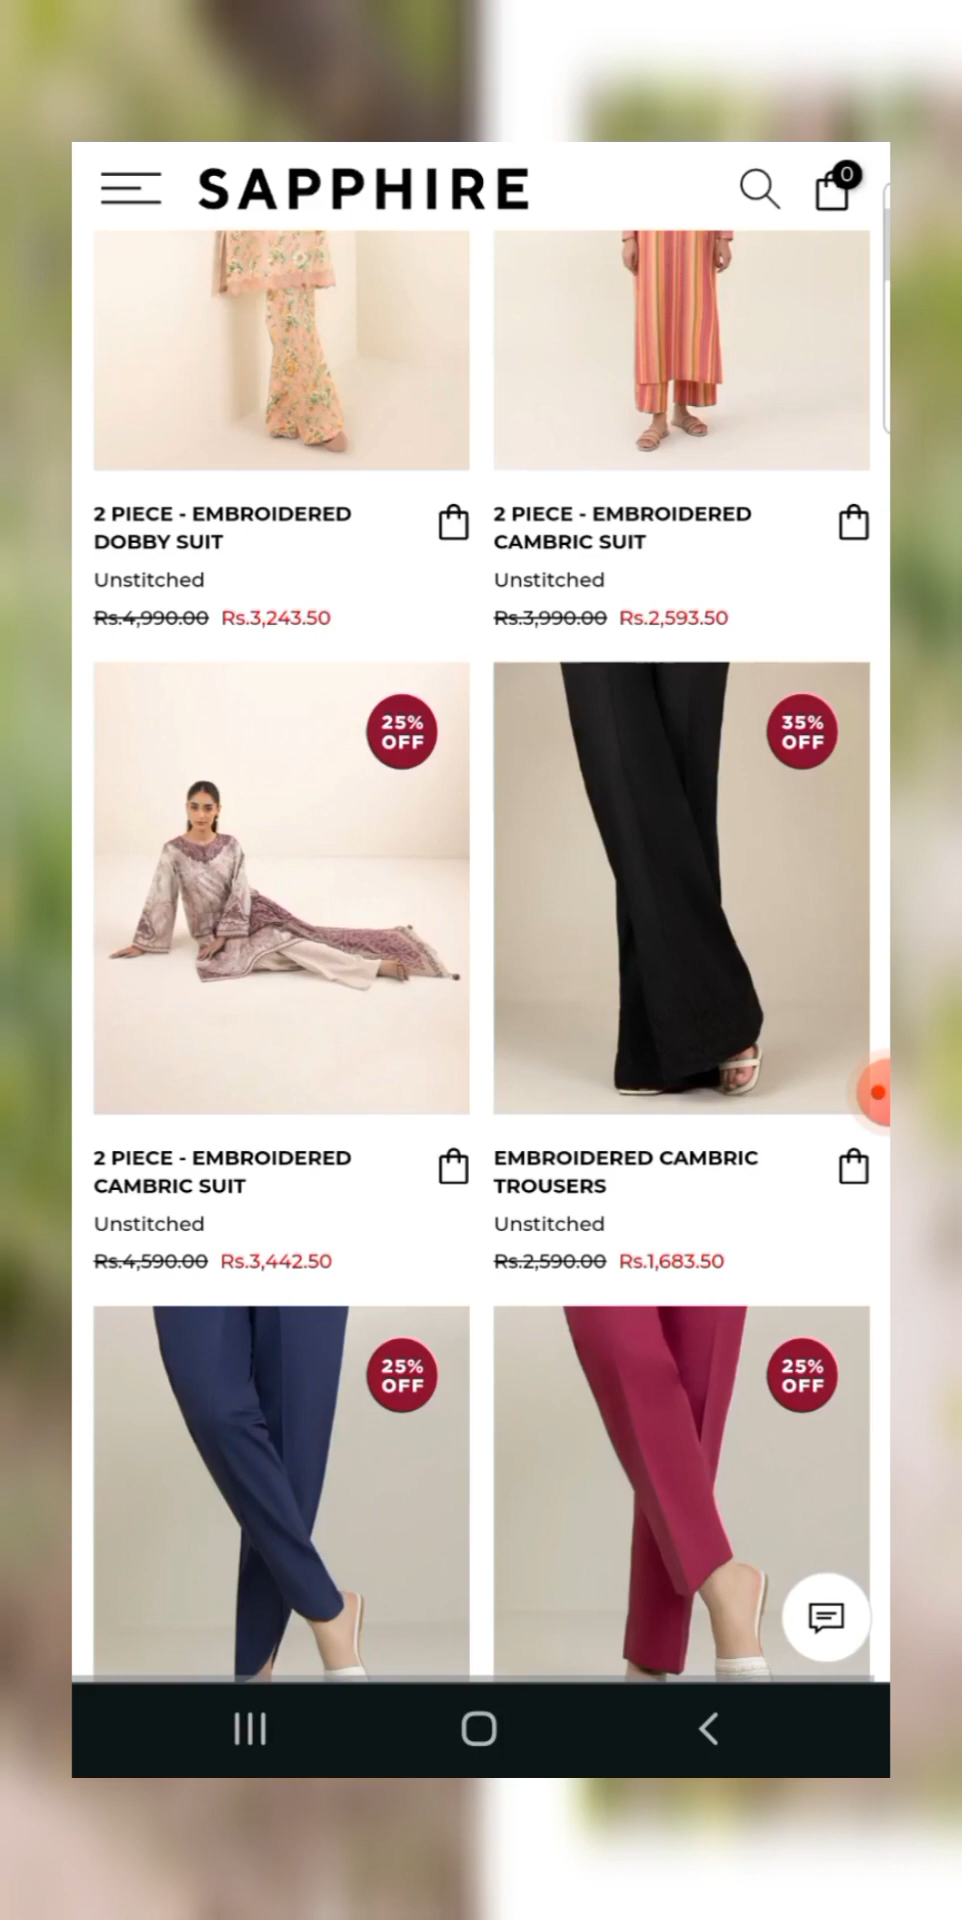 SAPPHIRE
0
2 PIECE - EMBROIDERED
DOBBY SUIT
Unstitched
Rs.4,990.00 Rs.3,243.50
2 PIECE - EMBROIDERED
CAMBRIC SUIT
Unstitched
Rs.3,990.00 Rs.2,593.50
25%
OFF
35%
OFF
2 PIECE - EMBROIDERED
CAMBRIC SUIT
Unstitched
Rs.4,590.00 Rs.3,442.50
EMBROIDERED CAMBRIC
TROUSERS
Unstitched
Rs.2,590.00 Rs.1,683.50
25%
OFF
25%
OFF